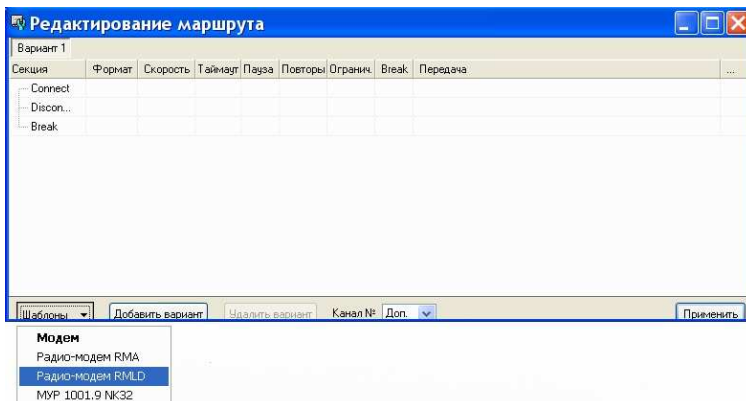 Редактирование маршрута
Вариант 1
Секция Формат Скорость Таймаут Пауза Повторы Огранич. Break Передача ...
Connect
Discon...
Break
Шаблоны Добавить вариант Удалить вариант Канал № Доп. Применить
Модем
Радио-модем RMA
Радио-модем RMLD
МУР 1001.9 NK32